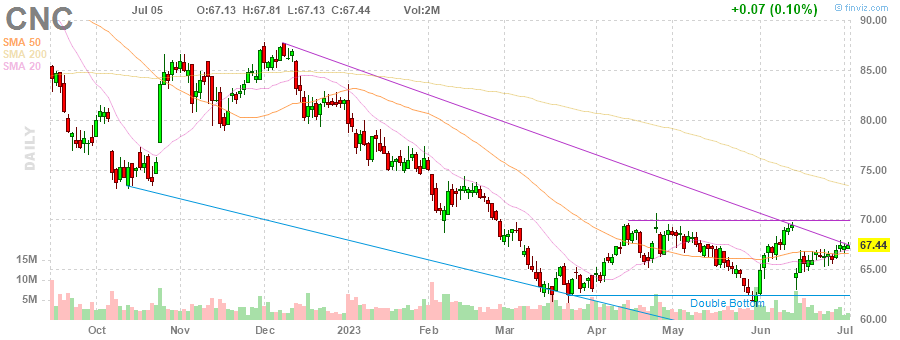 CNC
Jul 05 O:67.13 H:67.81 L:67.13 C:67.44 Vol:2M
+0.07 (0.10%)
finviz.com
SMA 50
SMA 200
SMA 20
DAILY
90.00
85.00
80.00
75.00
70.00
67.44
65.00
60.00
15M
10M
5M
Double Bottom
Oct Nov Dec 2023 Feb Mar Apr May Jun Jul